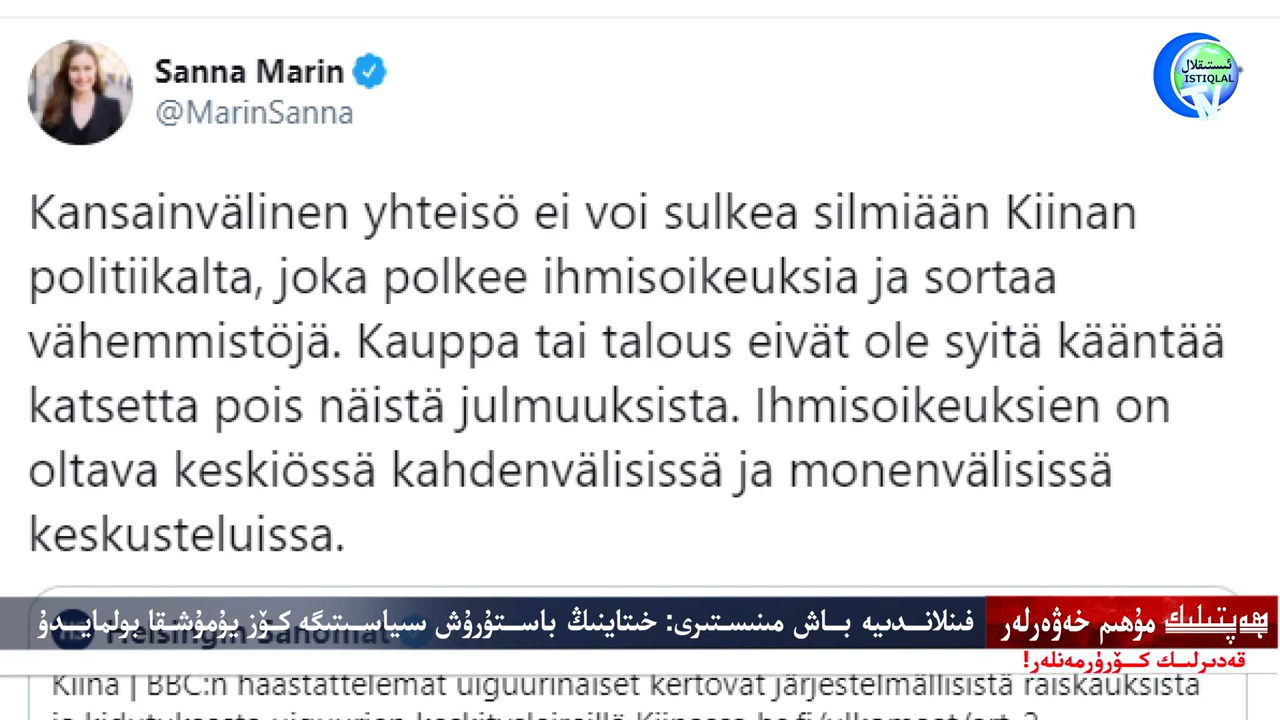 Sanna Marin
@MarinSanna
ئىستىقلال
ISTIQLAL
TV
Kansainvälinen yhteisö ei voi sulkea silmiään Kiinan
politiikalta, joka polkee ihmisoikeuksia ja sortaa
vähemmistöjä. Kauppa tai talous eivät ole syitä kääntää
katsetta pois näistä julmuuksista. Ihmisoikeuksien on
oltava keskiössä kahdenvälisissä ja monenvälisissä
keskusteluissa.
ھەپتىلىك مۇھىم خەۋەرلەر
فىنلاندىيە باش مىنىستىرى: خىتاينىڭ باستۇرۇش سىياسىتىگە كۆز يۇمۇشقا بولمايدۇ
Helsingin Sanomat
قەدىرلىك كۆرۈرمەنلەر!
Kiina | BBC:n haastattelemat uiguurinaiset kertovat järjestelmällisistä raiskauksista